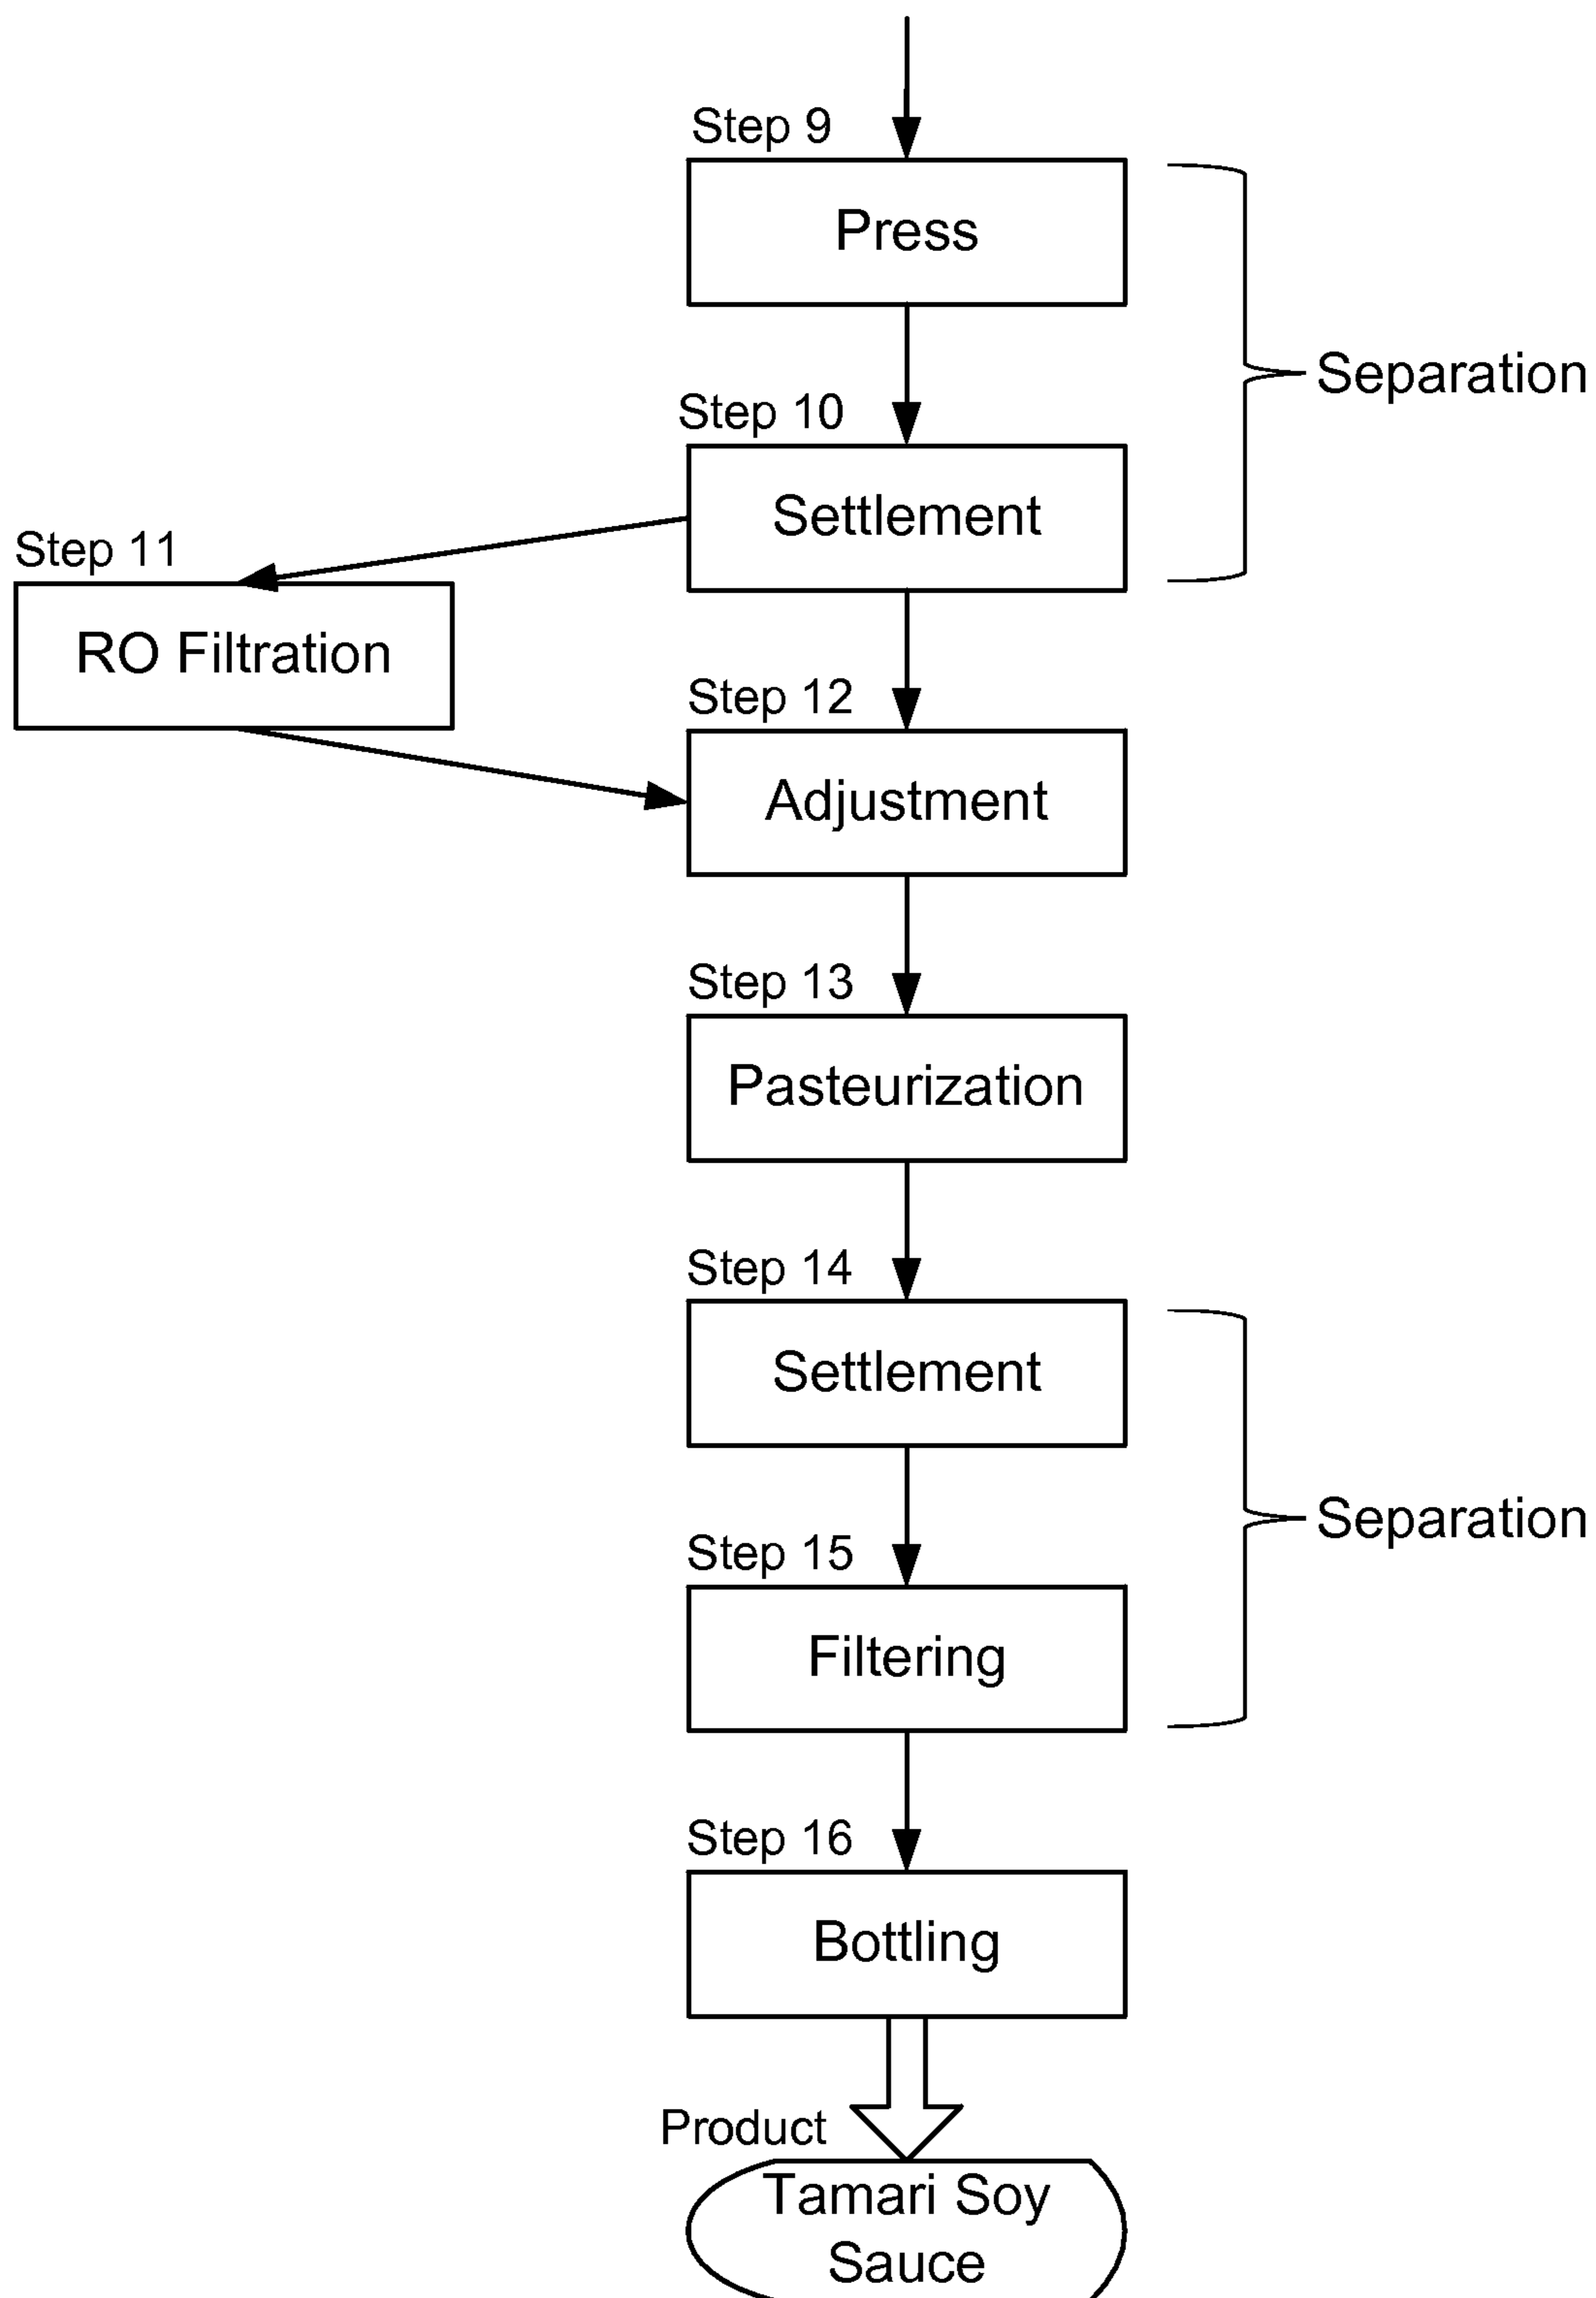 Step 9
Press
Separation
Step 10
Settlement
Step 11
RO Filtration
Step 12
Adjustment
Step 13
Pasteurization
Step 14
Settlement
Separation
Step 15
Filtering
Step 16
Bottling
Product
Tamari Soy
Sauce